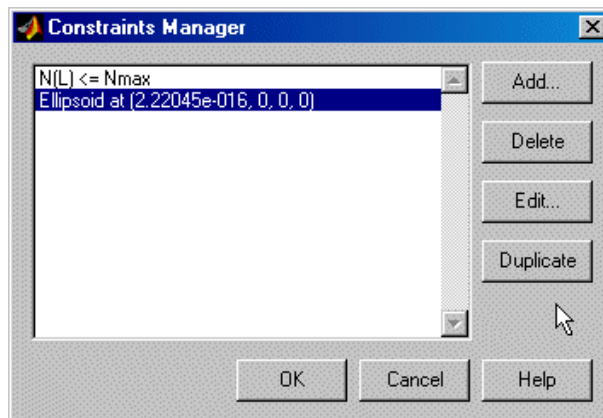 Constraints Manager
N(L) <= Nmax
Ellipsoid at (2.22045e-016, 0, 0, 0)
Add...
Delete
Edit...
Duplicate
OK
Cancel
Help